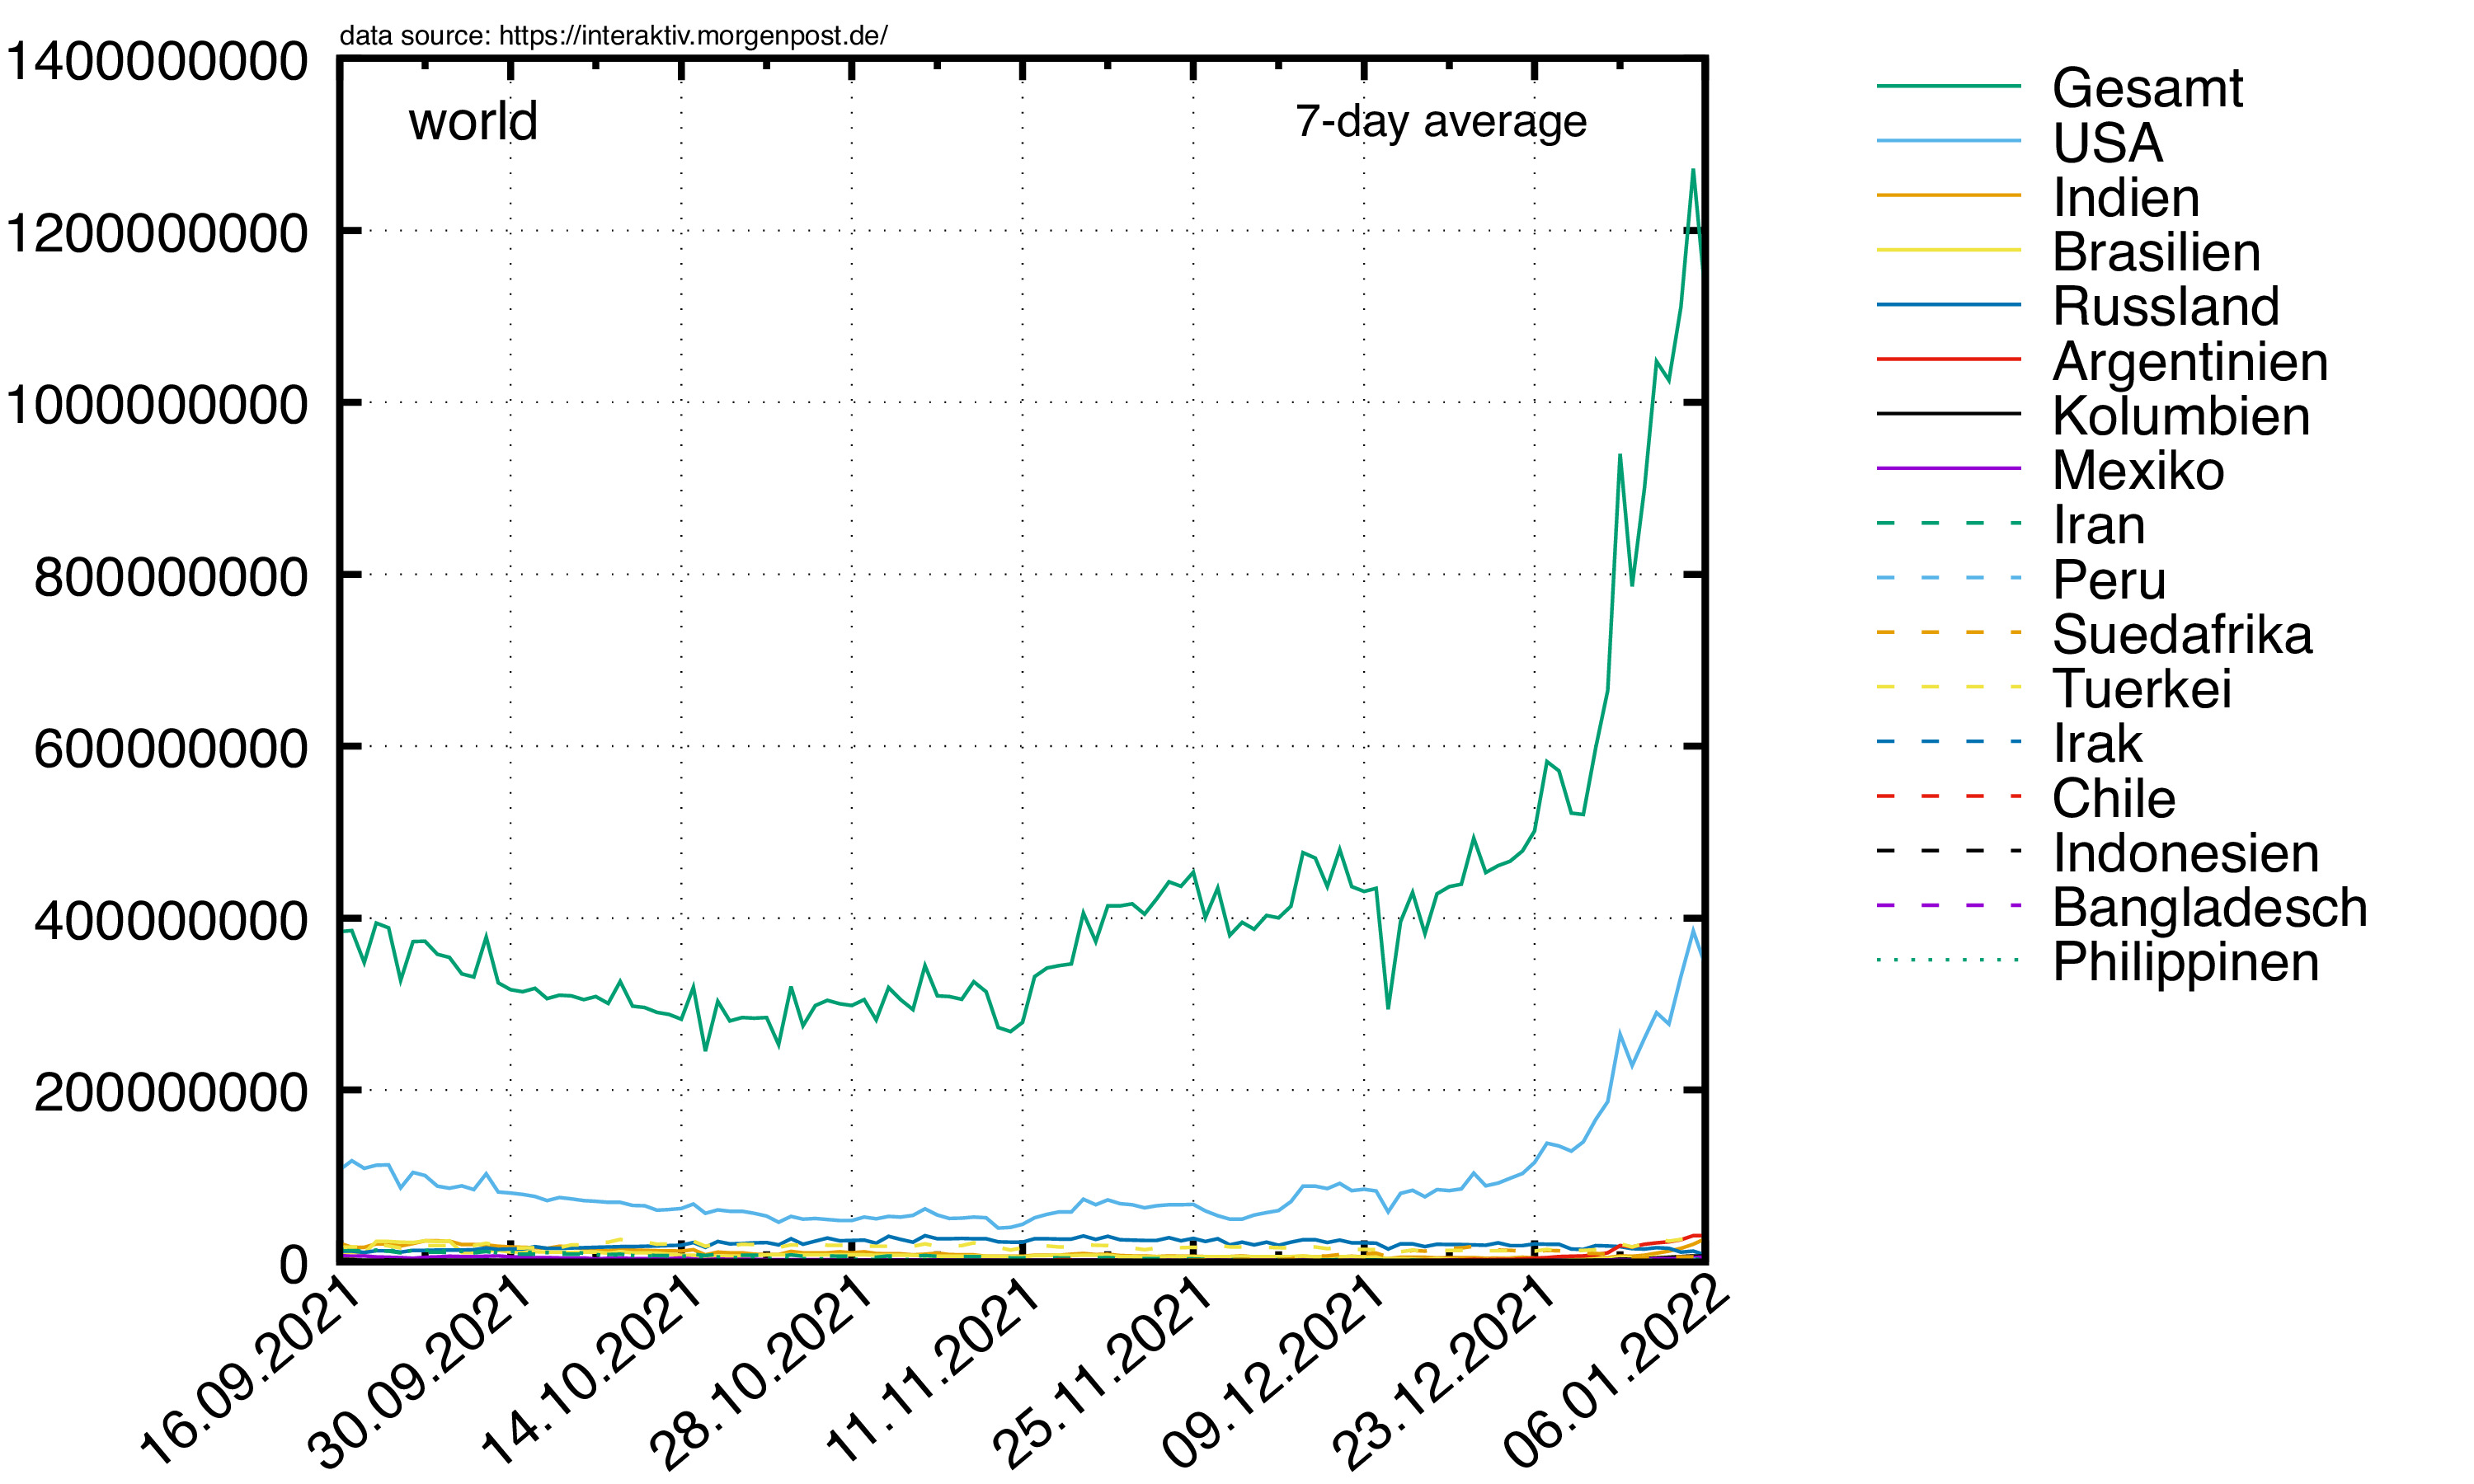 data source: https://interaktiv.morgenpost.de/
1400000000
1200000000
1000000000
800000000
600000000
400000000
200000000
0
world
7-day average
16.09.2021
30.09.2021
14.10.2021
28.10.2021
11.11.2021
25.11.2021
09.12.2021
23.12.2021
06.01.2022
Gesamt
USA
Indien
Brasilien
Russland
Argentinien
Kolumbien
Mexiko
Iran
Peru
Suedafrika
Tuerkei
Irak
Chile
Indonesien
Bangladesch
Philippinen